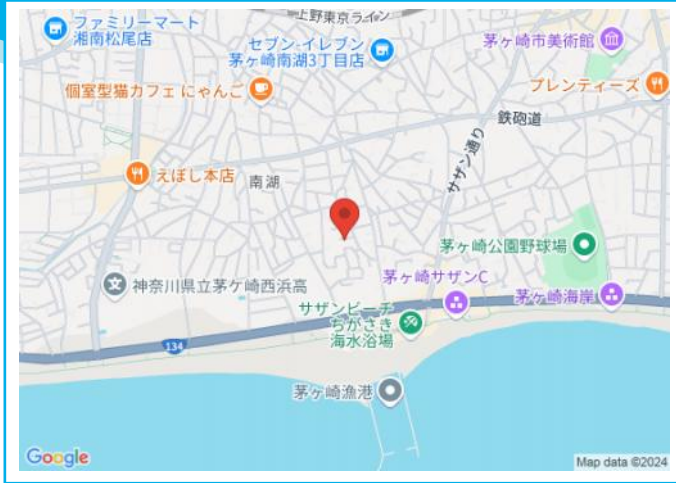 上野東京ライン
ファミリーマート
湘南松尾店
セブン-イレブン
茅ヶ崎南湖3丁目店
茅ヶ崎市美術館
個室型猫カフェ にゃんご
プレンティーズ
鉄砲道
サザン通り
えぼし本店
南湖
茅ヶ崎公園野球場
神奈川県立茅ケ崎西浜高
茅ヶ崎サザンC
茅ヶ崎海岸
サザンビーチ
ちがさき
海水浴場
134
茅ヶ崎漁港
Google
Map data ©2024